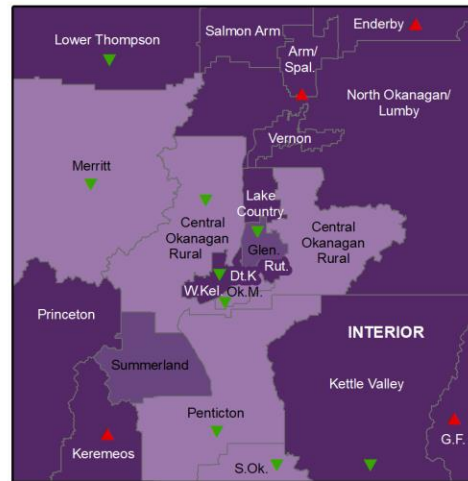 Salmon Arm
Enderby
Lower Thompson
Arm/
Spal.
North Okanagan/
Lumby
Vernon
Merritt
Lake
Country
Central
Okanagan
Rural
Glen.
Central
Okanagan
Rural
Rut.
Dt.K
W.Kel.
Ok.M.
Princeton
INTERIOR
Summerland
Kettle Valley
Penticton
G.F.
Keremeos
S.Ok.